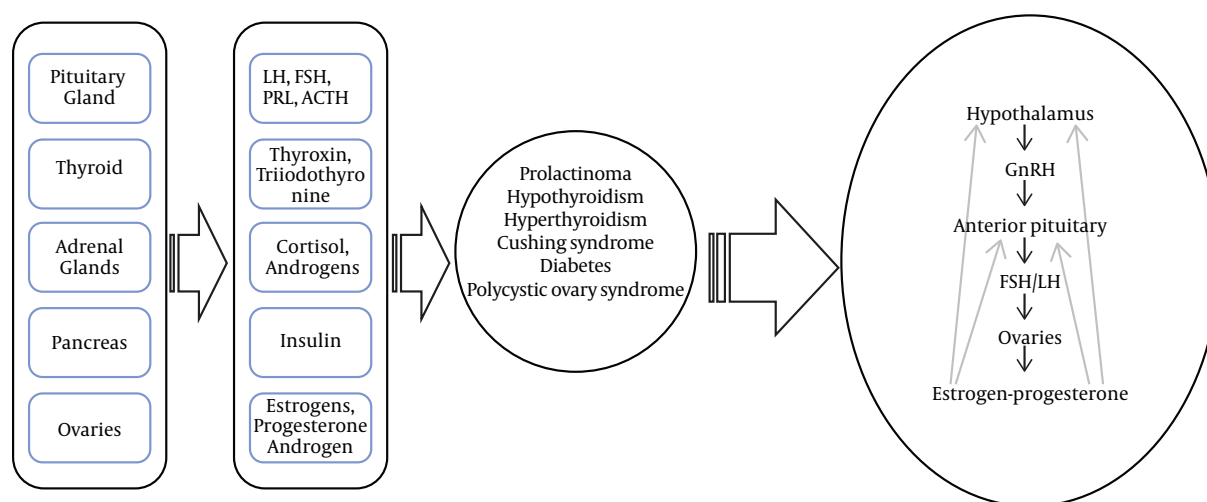 Pituitary
Gland
Thyroid
Adrenal
Glands
Pancreas
Ovaries
LH, FSH,
PRL, ACTH
Thyroxin,
Triiodothyro
nine
Cortisol,
Androgens
Insulin
Estrogens,
Progesterone
Androgen
Prolactinoma
Hypothyroidism
Hyperthyroidism
Cushing syndrome
Diabetes
Polycystic ovary syndrome
Hypothalamus
GnRH
Anterior pituitary
FSH/LH
Ovaries
Estrogen-progesterone